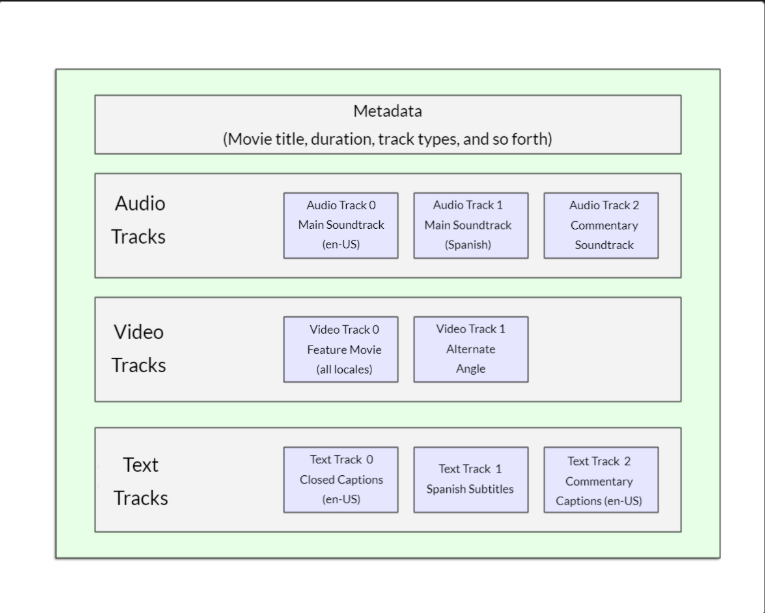 Metadata
(Movie title, duration, track types, and so forth)
Audio
Tracks
Audio Track 0
Main Soundtrack
(en-US)
Audio Track 1
Main Soundtrack
(Spanish)
Audio Track 2
Commentary
Soundtrack
Video
Tracks
Video Track 0
Feature Movie
(all locales)
Video Track 1
Alternate
Angle
Text
Tracks
Text Track 0
Closed Captions
(en-US)
Text Track 1
Spanish Subtitles
Text Track 2
Commentary
Captions (en-US)